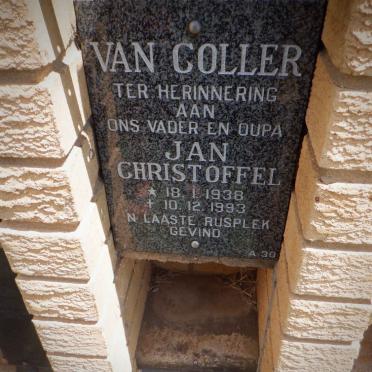 VAN COLLER
TER HERINNERING
AAN
ONS VADER EN OUPA
JAN
CHRISTOFFEL
* 18.1.1938
† 10.12.1993
'N LAASTE RUSPLEK
GEVIND
A 30